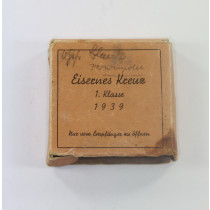 Eisernes Kreuz
1. Klasse
1939
Nur vom Empfänger zu öffnen